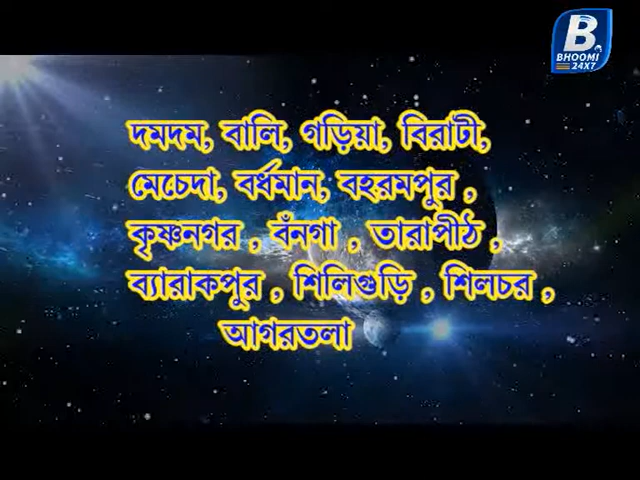 B
BHOOMI
24X7
দমদম, বালি, গড়িয়া, বিরাটী,
মেচেদা, বর্ধমান, বহরমপুর ,
কৃষ্ণনগর , বঁনগা , তারাপীঠ ,
ব্যারাকপুর , শিলিগুড়ি , শিলচর ,
আগরতলা